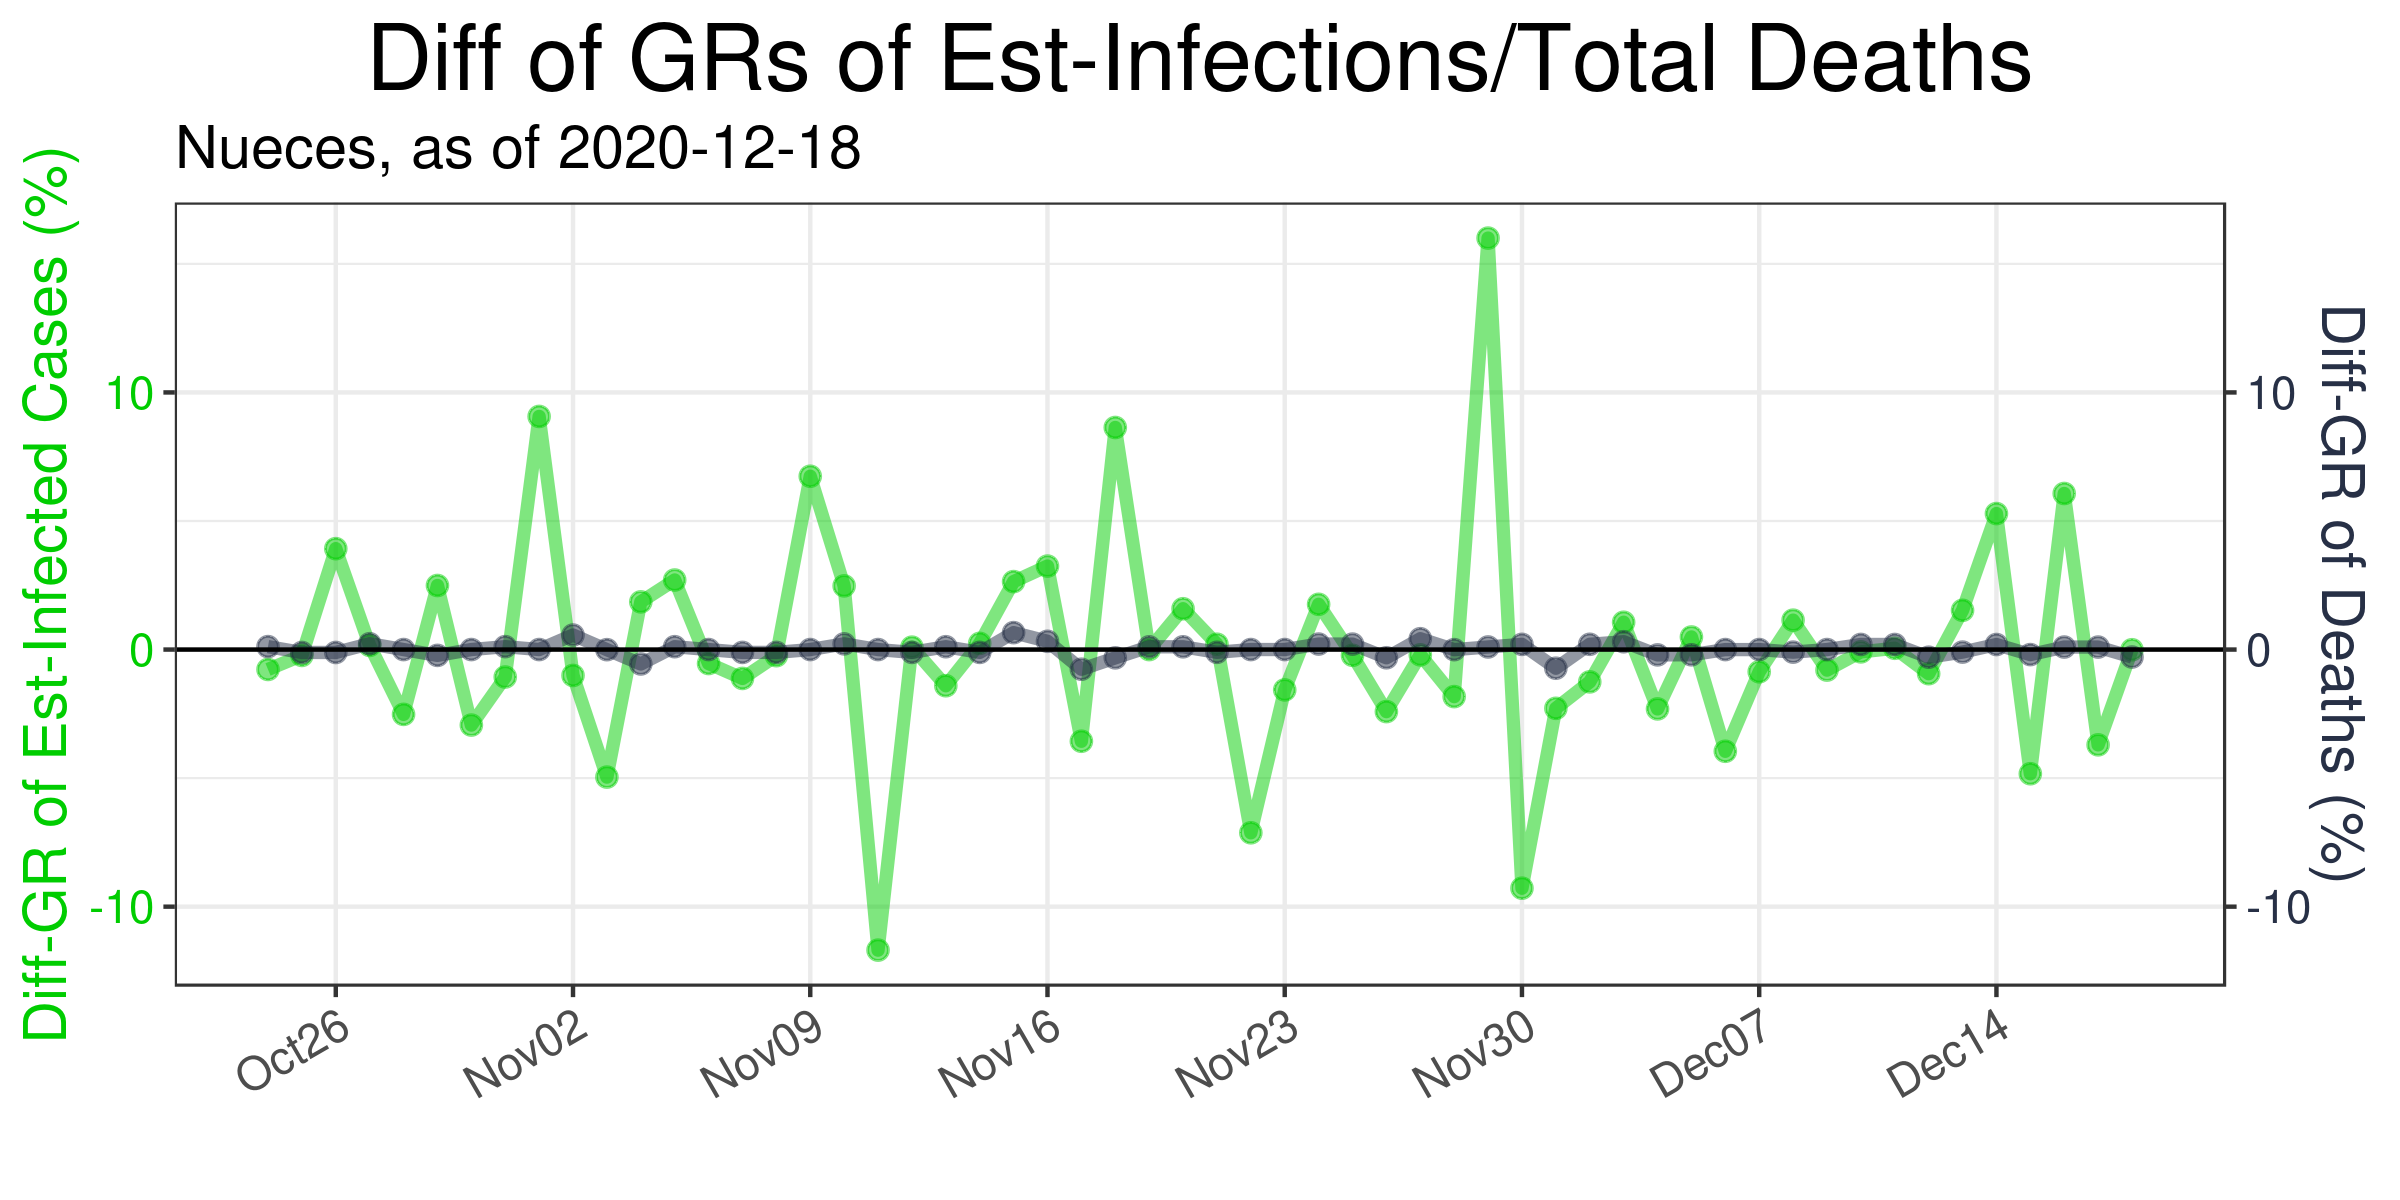 Diff of GRs of Est-Infections/Total Deaths
Nueces, as of 2020-12-18
Diff-GR of Est-Infected Cases (%)
10
0
-10
10
0
-10
Diff-GR of Deaths (%)
Oct26
Nov02
Nov09
Nov16
Nov23
Nov30
Dec07
Dec14